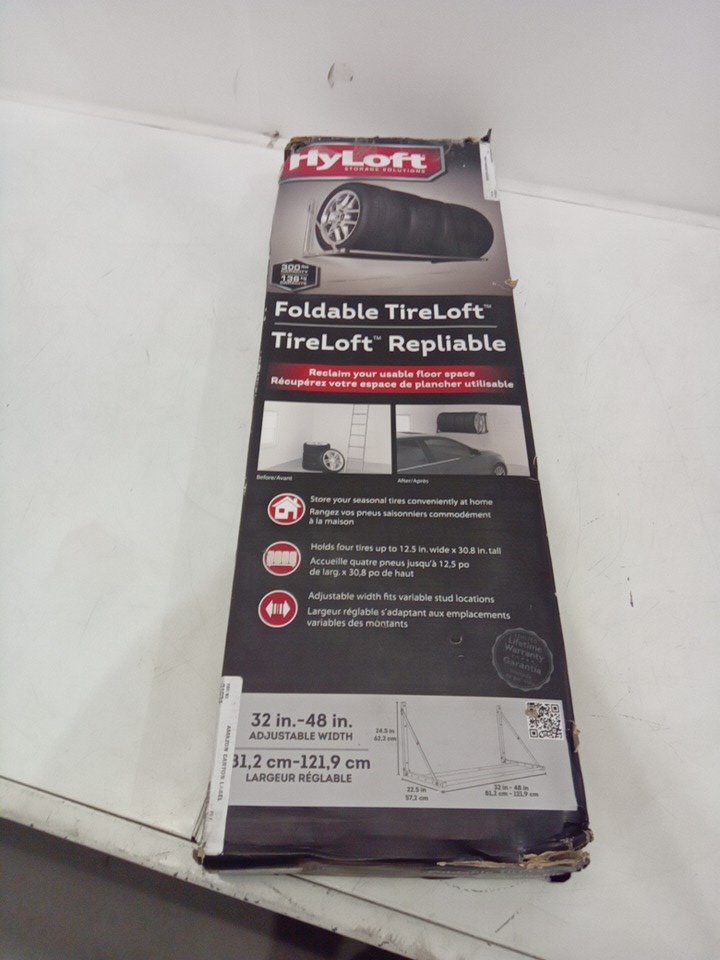 HyLoft
STORAGE SOLUTIONS
300
136
Foldable TireLoft™
TireLoft™ Repliable
Reclaim your usable floor space
Récupérez votre espace de plancher utilisable
Before/Avant
After/Après
Store your seasonal tires conveniently at home
Rangez vos pneus saisonniers commodément
à la maison
Holds four tires up to 12.5 in. wide x 30.8 in. tall
Accueille quatre pneus jusqu'à 12,5 po
de larg. x 30,8 po de haut
Adjustable width fits variable stud locations
Largeur réglable s'adaptant aux emplacements
variables des montants
Lifetime
Warranty
Garantie
32 in.-48 in.
ADJUSTABLE WIDTH
81,2 cm-121,9 cm
LARGEUR RÉGLABLE
24.5 in
62,2 cm
22.5 in
57,2 cm
32 in - 48 in
81,2 cm - 121,9 cm